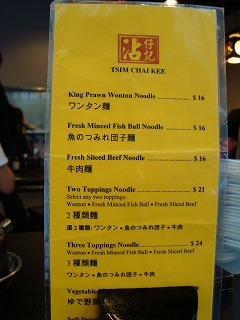 沾仔記
TSIM CHAI KEE
King Prawn Wonton Noodle ............ $ 16
ワンタン麺
Fresh Minced Fish Ball Noodle ...... $ 16
魚のつみれ団子麺
Fresh Sliced Beef Noodle ............. $ 16
牛肉麺
Two Toppings Noodle .................. $ 21
Select any two toppings:
Wonton • Fresh Minced Fish Ball • Fresh Sliced Beef
2 種類麺
選 2 種類: ワンタン • 魚のつみれ団子 • 牛肉
Three Toppings Noodle ............... $ 24
Wonton • Fresh Minced Fish Ball • Fresh Sliced Beef
3 種類麺
ワンタン • 魚のつみれ団子 • 牛肉
Vegetable
ゆで野菜
Soft Drink